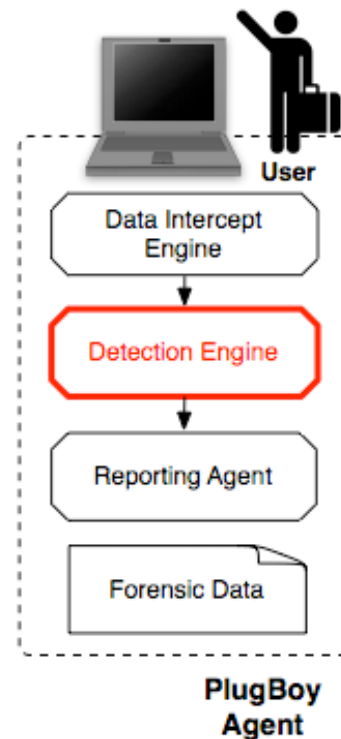 User
Data Intercept
Engine
Detection Engine
Reporting Agent
Forensic Data
PlugBoy
Agent